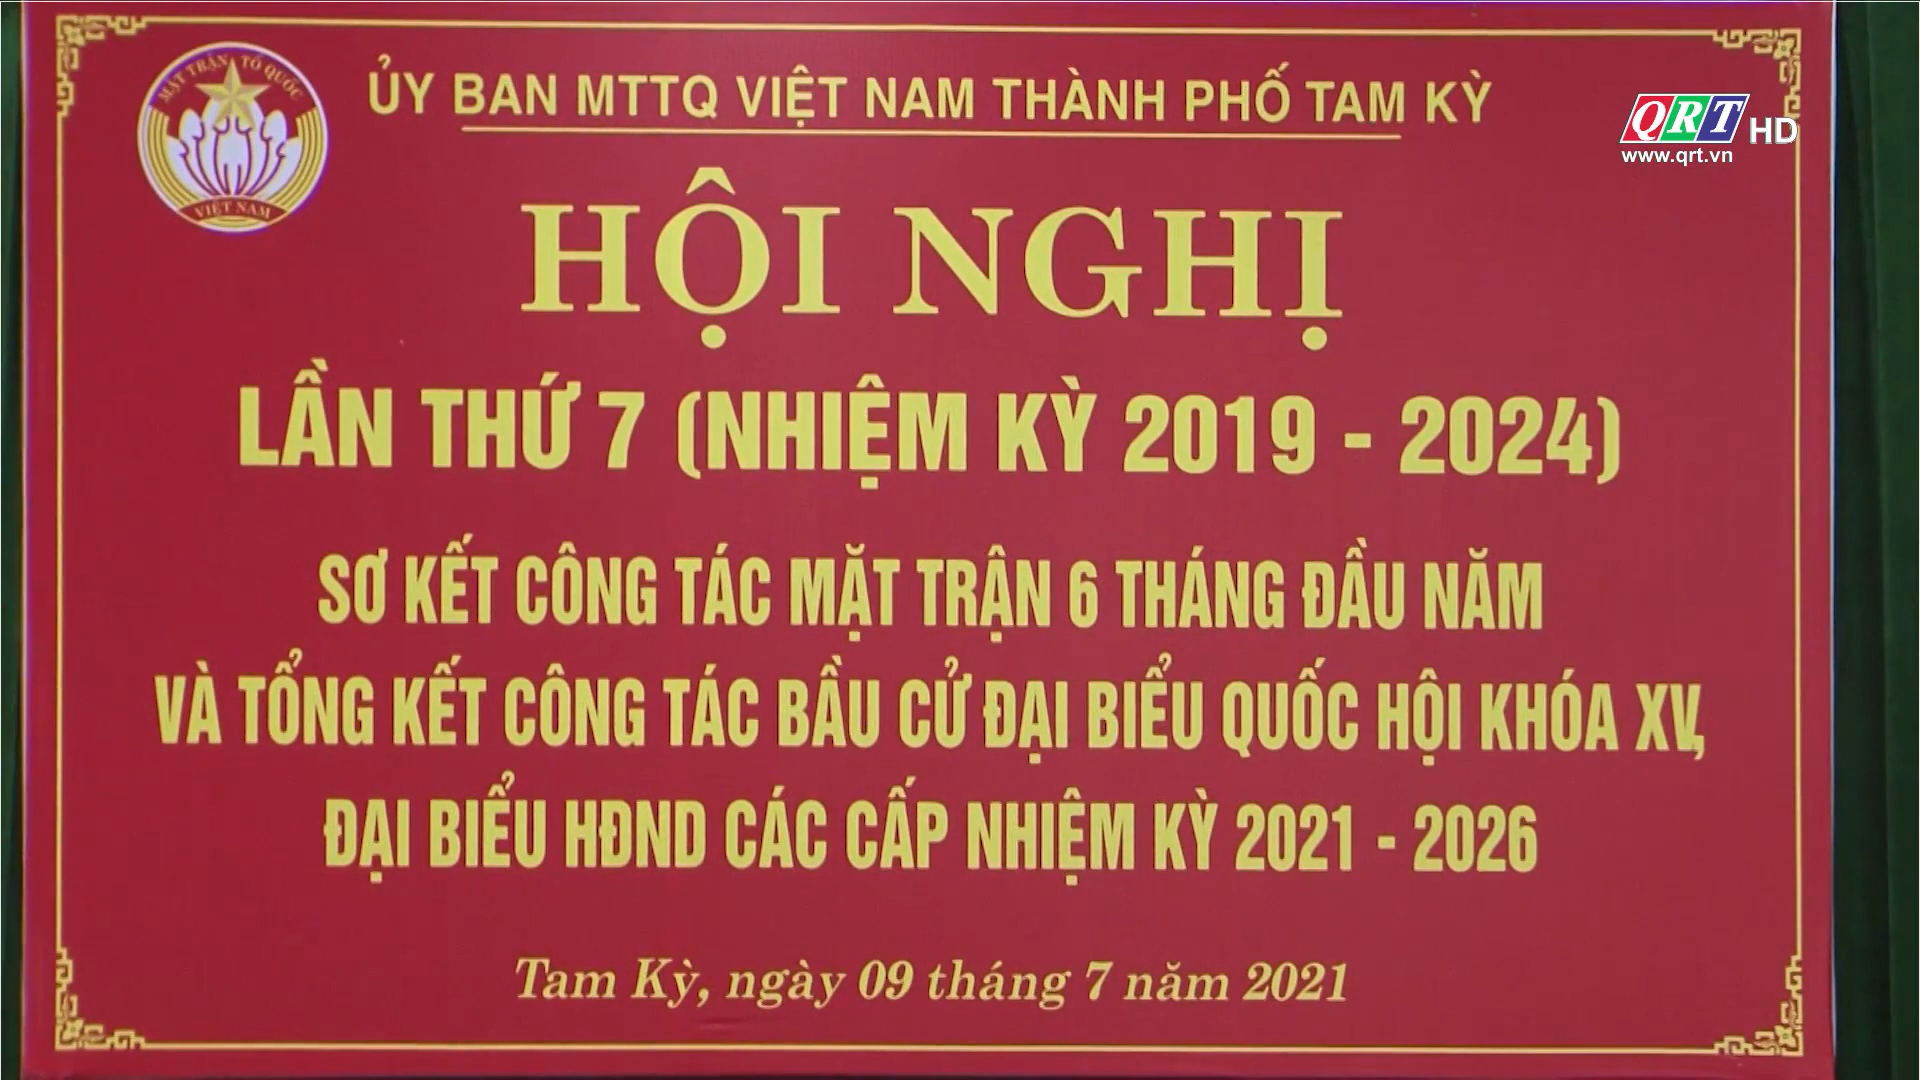 MẶT TRẬN TỔ QUỐC
VIỆT NAM
ỦY BAN MTTQ VIỆT NAM THÀNH PHỐ TAM KỲ
QRT HD
www.qrt.vn
HỘI NGHỊ
LẦN THỨ 7 (NHIỆM KỲ 2019 - 2024)
SƠ KẾT CÔNG TÁC MẶT TRẬN 6 THÁNG ĐẦU NĂM
VÀ TỔNG KẾT CÔNG TÁC BẦU CỬ ĐẠI BIỂU QUỐC HỘI KHÓA XV,
ĐẠI BIỂU HĐND CÁC CẤP NHIỆM KỲ 2021 - 2026
Tam Kỳ, ngày 09 tháng 7 năm 2021